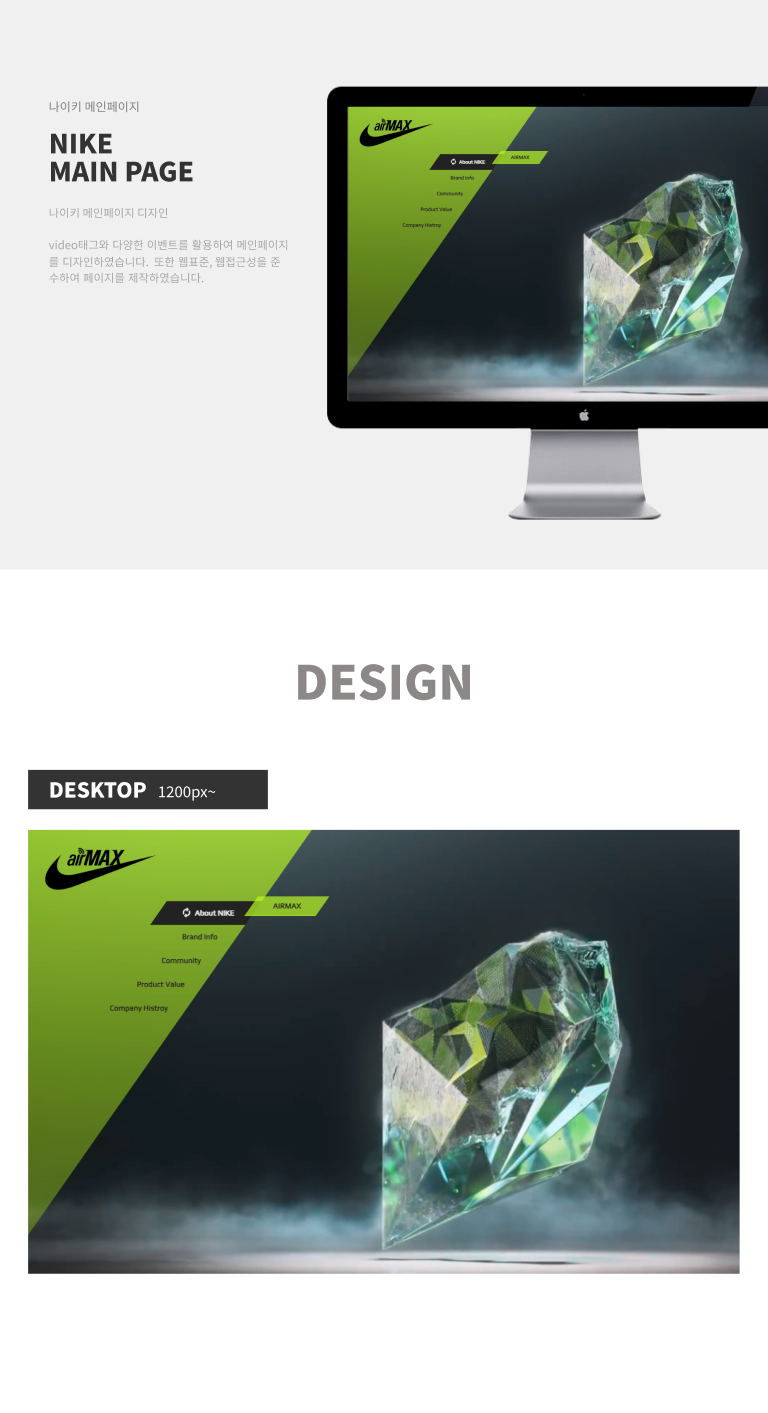 나이키 메인페이지
NIKE
MAIN PAGE
나이키 메인페이지 디자인
video태그와 다양한 이벤트를 활용하여 메인페이지
를 디자인하였습니다. 또한 웹표준, 웹접근성을 준
수하여 페이지를 제작하였습니다.
airMAX
About NIKE
AIRMAX
Brand Info
Community
Product Value
Company Histroy
DESIGN
DESKTOP 1200px~
airMAX
About NIKE
AIRMAX
Brand Info
Community
Product Value
Company Histroy